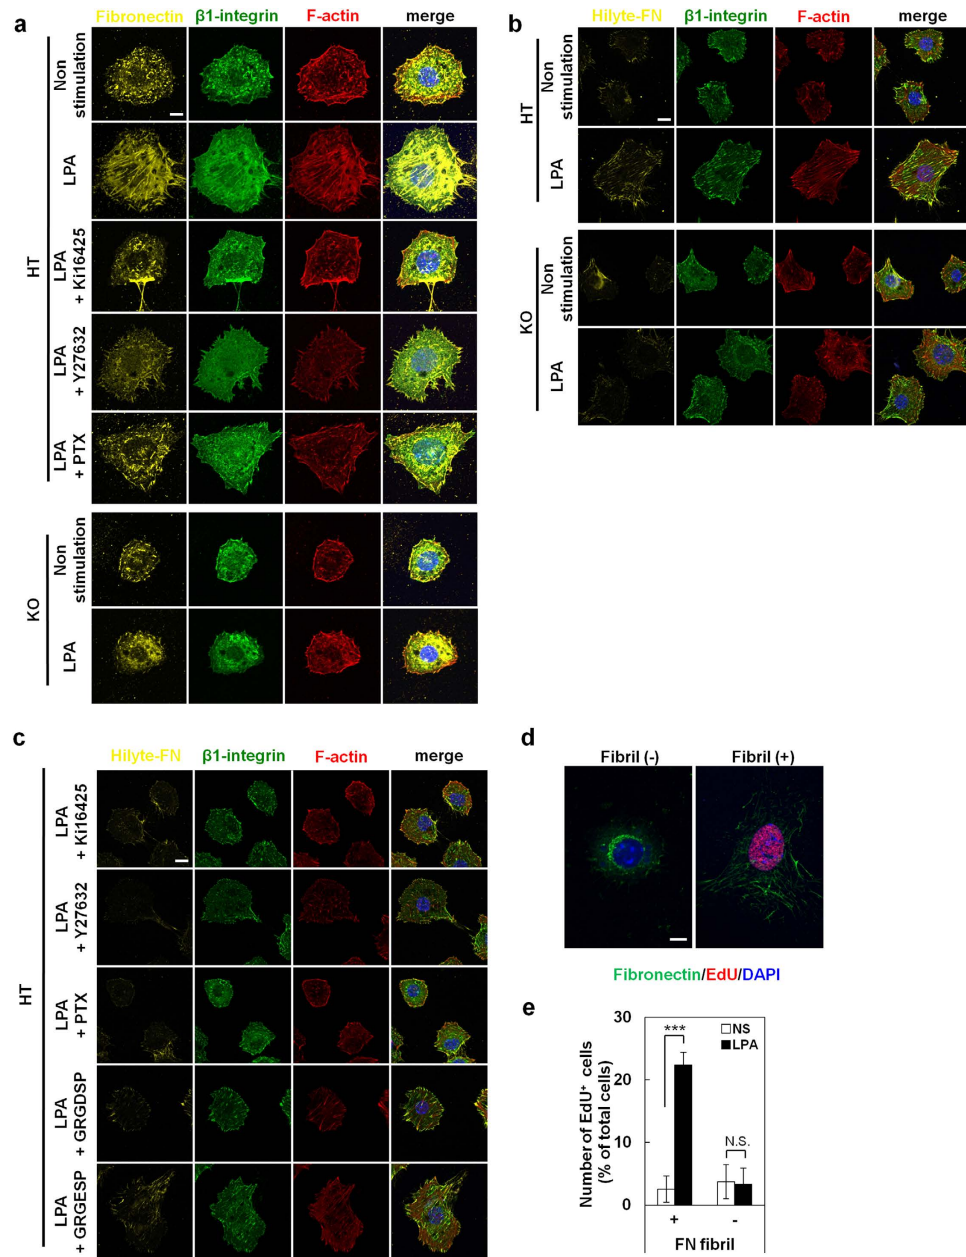 a
Fibronectin β1-integrin F-actin merge
HT
Non
stimulation
LPA
LPA
+ Ki16425
LPA
+ Y27632
LPA
+ PTX
KO
Non
stimulation
LPA
b
Hilyte-FN β1-integrin F-actin merge
HT
Non
stimulation
LPA
KO
Non
stimulation
LPA
c
Hilyte-FN β1-integrin F-actin merge
HT
LPA
+ Ki16425
LPA
+ Y27632
LPA
+ PTX
LPA
+ GRGDSP
LPA
+ GRGESP
d
Fibril (-) Fibril (+)
Fibronectin/EdU/DAPI
e
Number of EdU⁺ cells
(% of total cells)
30
20
10
0
***
NS
LPA
N.S.
+ -
FN fibril